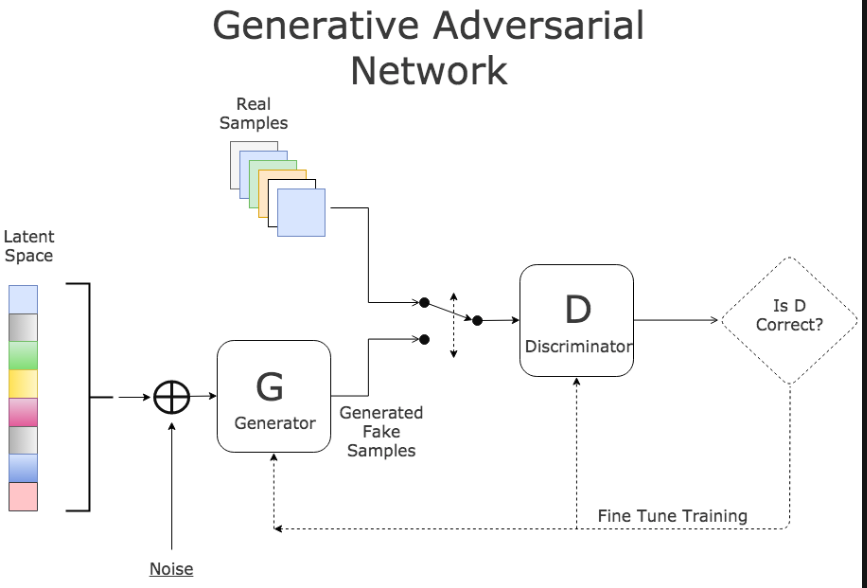 Generative Adversarial
Network
Real
Samples
Latent
Space
Is D
Correct?
D
Discriminator
G
Generator
Generated
Fake
Samples
Fine Tune Training
Noise